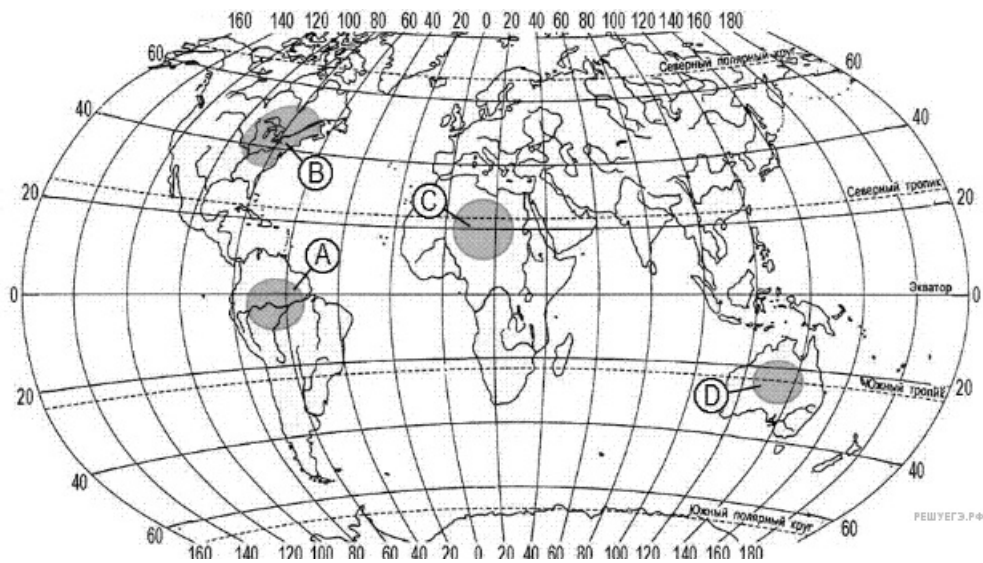 160 140 120 100 80 60 40 20 0 20 40 60 80 100 120 140 160 180
60 Северный полярный круг 60
40 40
B
Северный тропик
20 C 20
A
Экватор
0 0
D Южный тропик
20 20
40 40
Южный полярный круг
60 60
РЕШУЕГЭ.РФ
160 140 120 100 80 60 40 20 0 20 40 60 80 100 120 140 160 180